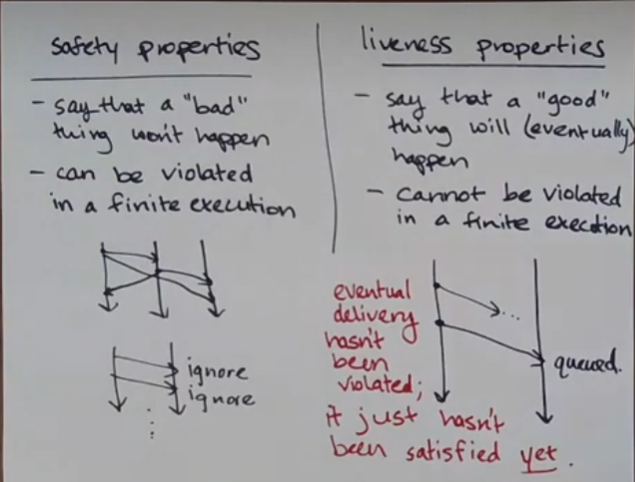 safety properties
- say that a "bad"
thing won't happen
- can be violated
in a finite execution
ignore
ignore
liveness properties
- say that a "good"
thing will (eventually)
happen
- cannot be violated
in a finite execution
eventual
delivery
hasn't
been
violated;
it just hasn't
been satisfied yet.
queued.